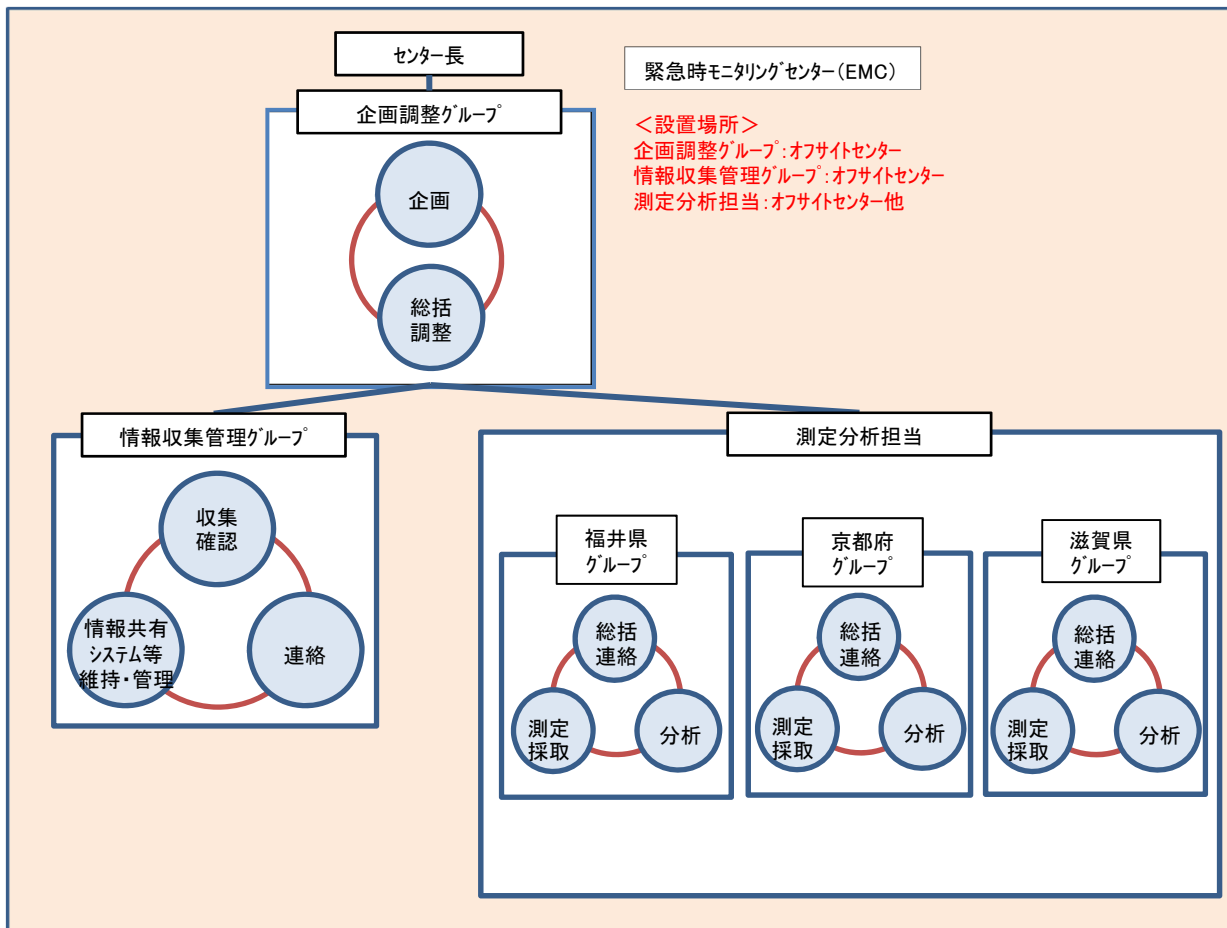 センター長
緊急時ﾓﾆﾀﾘﾝｸﾞｾﾝﾀｰ(EMC)
企画調整ｸﾞﾙｰﾌﾟ
＜設置場所＞
企画調整ｸﾞﾙｰﾌﾟ:ｵﾌｻｲﾄｾﾝﾀｰ
情報収集管理ｸﾞﾙｰﾌﾟ:ｵﾌｻｲﾄｾﾝﾀｰ
測定分析担当:ｵﾌｻｲﾄｾﾝﾀｰ他
企画
総括
調整
情報収集管理ｸﾞﾙｰﾌﾟ
収集
確認
情報共有
ｼｽﾃﾑ等
維持・管理
連絡
測定分析担当
福井県
ｸﾞﾙｰﾌﾟ
総括
連絡
測定
採取
分析
京都府
ｸﾞﾙｰﾌﾟ
総括
連絡
測定
採取
分析
滋賀県
ｸﾞﾙｰﾌﾟ
総括
連絡
測定
採取
分析